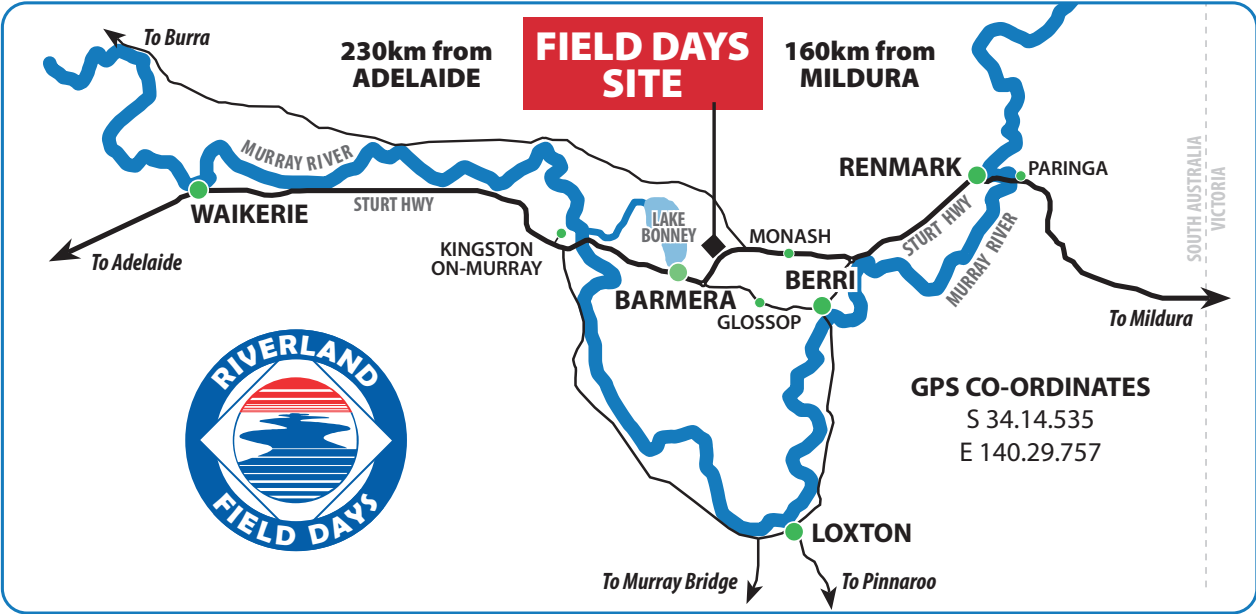 To Burra
230km from
ADELAIDE
FIELD DAYS
SITE
160km from
MILDURA
MURRAY RIVER
RENMARK
PARINGA
SOUTH AUSTRALIA
VICTORIA
WAIKERIE
STURT HWY
LAKE
BONNEY
STURT HWY
MURRAY RIVER
To Adelaide
KINGSTON
ON-MURRAY
MONASH
BERRI
BARMERA
GLOSSOP
To Mildura
RIVERLAND
FIELD DAYS
GPS CO-ORDINATES
S 34.14.535
E 140.29.757
LOXTON
To Murray Bridge
To Pinnaroo